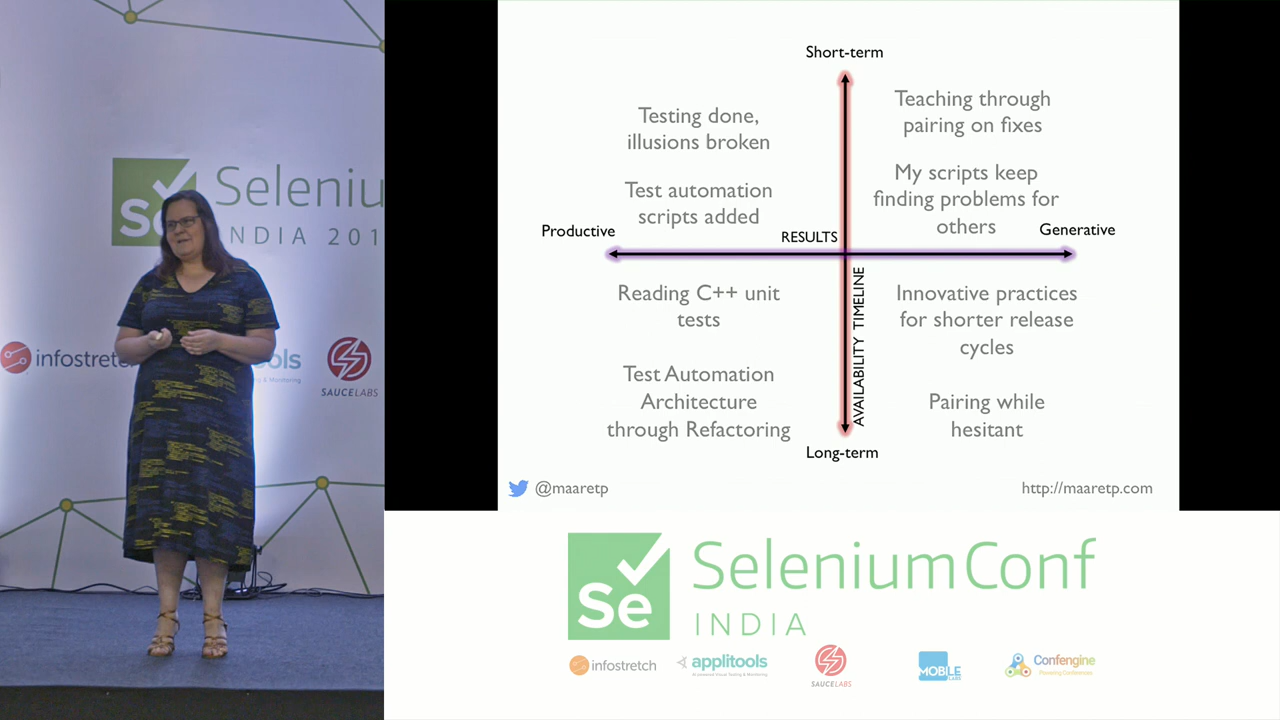 Seleniu
Se
INDIA 201
infostretc
tools
SAUCELABS
Short-term
Testing done,
illusions broken
Teaching through
pairing on fixes
Test automation
scripts added
My scripts keep
finding problems for
others
Productive
RESULTS
Generative
AVAILABILITY TIMELINE
Reading C++ unit
tests
Innovative practices
for shorter release
cycles
Test Automation
Architecture
through Refactoring
Pairing while
hesitant
Long-term
@maaretp
http://maaretp.com
Se
SeleniumConf
INDIA
infostretch
applitools
SAUCELABS
MOBILE
LABS
Confengine